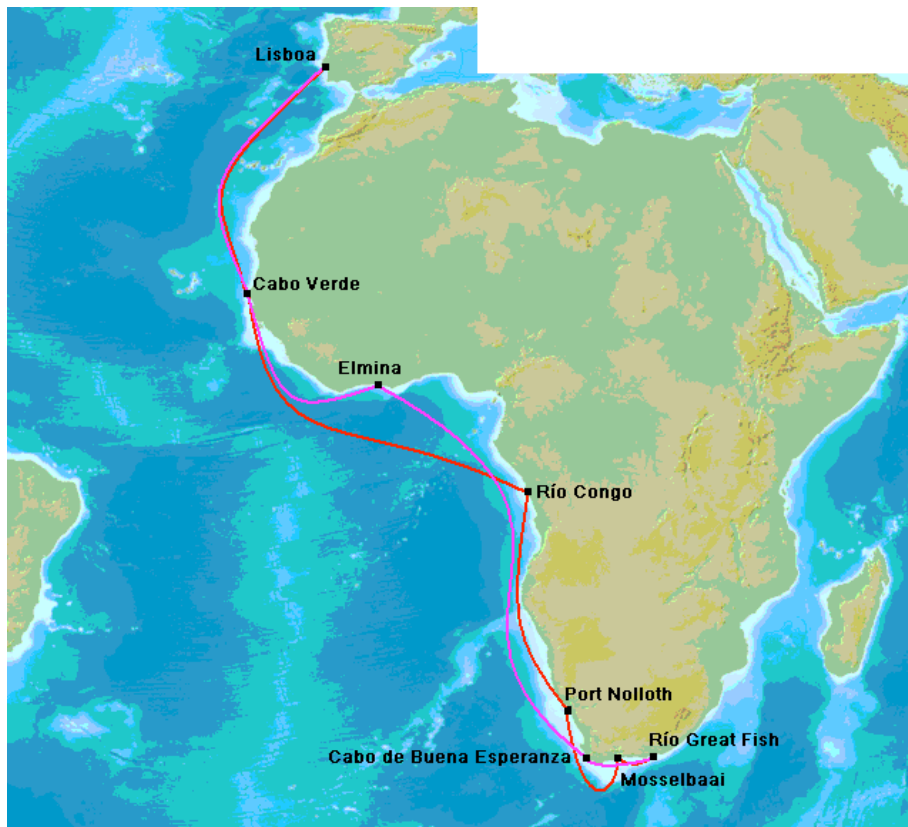 Lisboa
Cabo Verde
Elmina
Río Congo
Port Nolloth
Río Great Fish
Cabo de Buena Esperanza
Mosselbaai